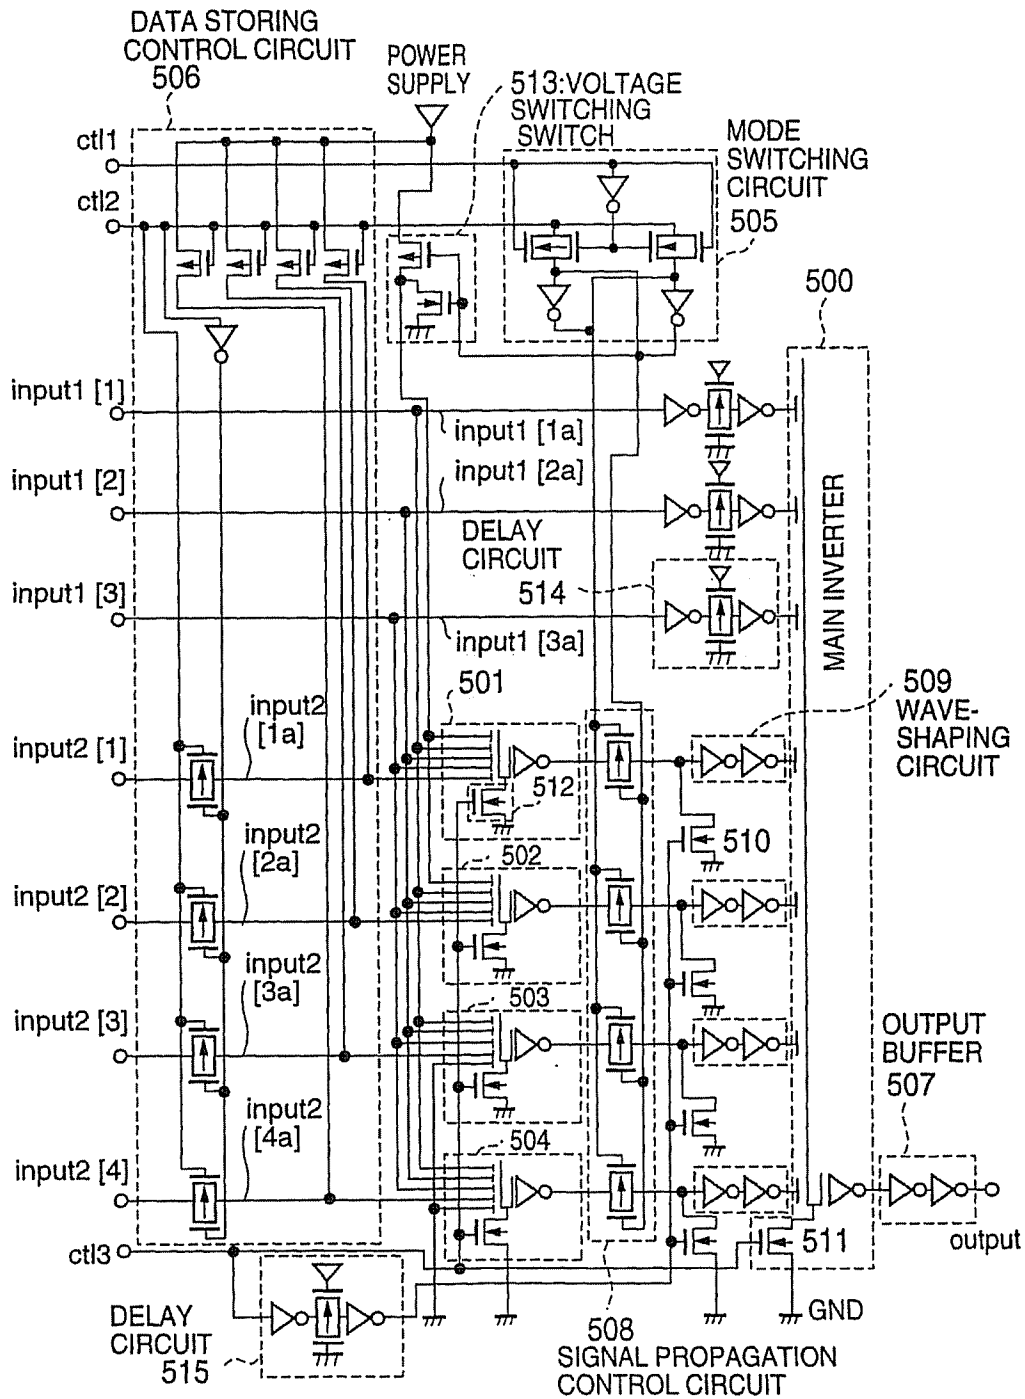 DATA STORING
CONTROL CIRCUIT
506
POWER
SUPPLY
513:VOLTAGE
SWITCHING
SWITCH
MODE
SWITCHING
CIRCUIT
505
ctl1
ctl2
500
input1 [1]
input1 [1a]
input1 [2]
input1 [2a]
DELAY
CIRCUIT
514
MAIN INVERTER
input1 [3]
input1 [3a]
501
509
WAVE-
SHAPING
CIRCUIT
input2
[1a]
input2 [1]
512
510
input2
[2a]
502
input2 [2]
input2
[3a]
503
input2 [3]
OUTPUT
BUFFER
507
input2
[4a]
504
input2 [4]
511
output
ctl3
GND
DELAY
CIRCUIT
515
508
SIGNAL PROPAGATION
CONTROL CIRCUIT